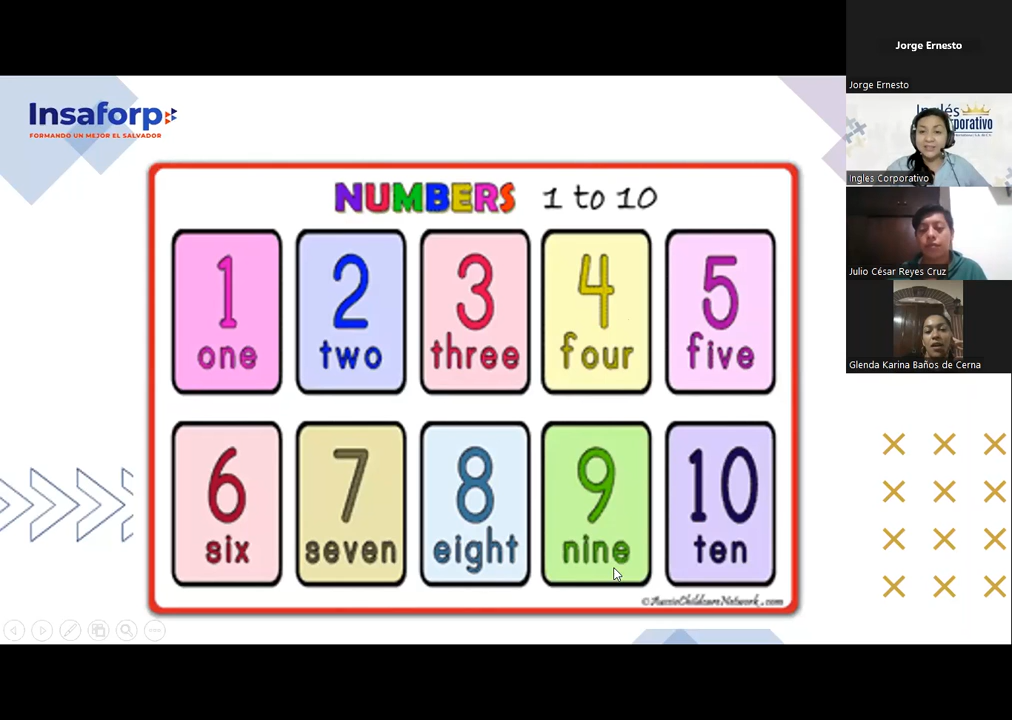 Insaforp
FORMANDO UN MEJOR EL SALVADOR
NUMBERS 1 to 10
1 2 3 4 5
one two three four five
6 7 8 9 10
six seven eight nine ten
©AussieChildcareNetwork.com
Jorge Ernesto
Jorge Ernesto
Inglés
Corporativo
Ingles Corporativo
Julio César Reyes Cruz
Glenda Karina Baños de Cerna